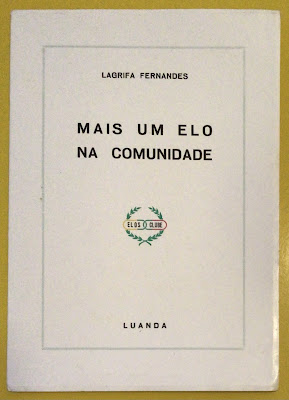 LAGRIFA FERNANDES
MAIS UM ELO
NA COMUNIDADE
ELOS CLUBE
LUANDA